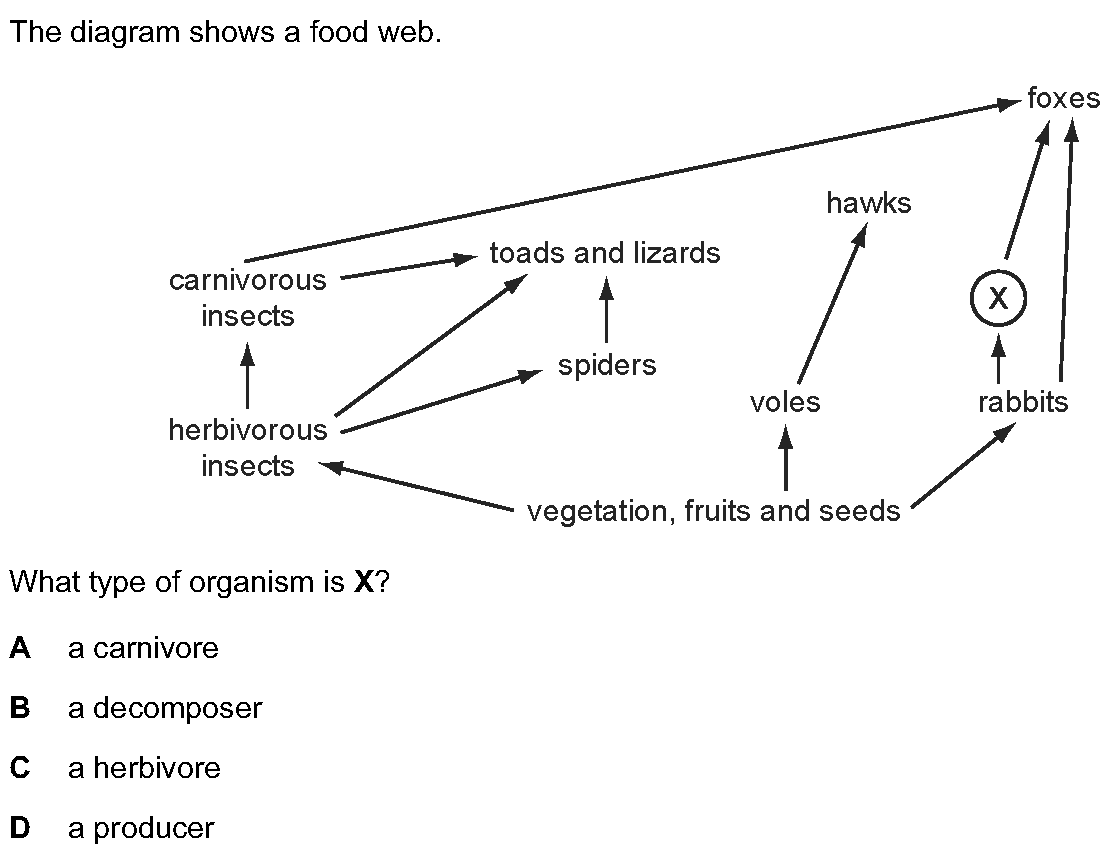 The diagram shows a food web.
foxes
hawks
toads and lizards
carnivorous
insects
X
spiders
voles
rabbits
herbivorous
insects
vegetation, fruits and seeds
What type of organism is X?
A a carnivore
B a decomposer
C a herbivore
D a producer